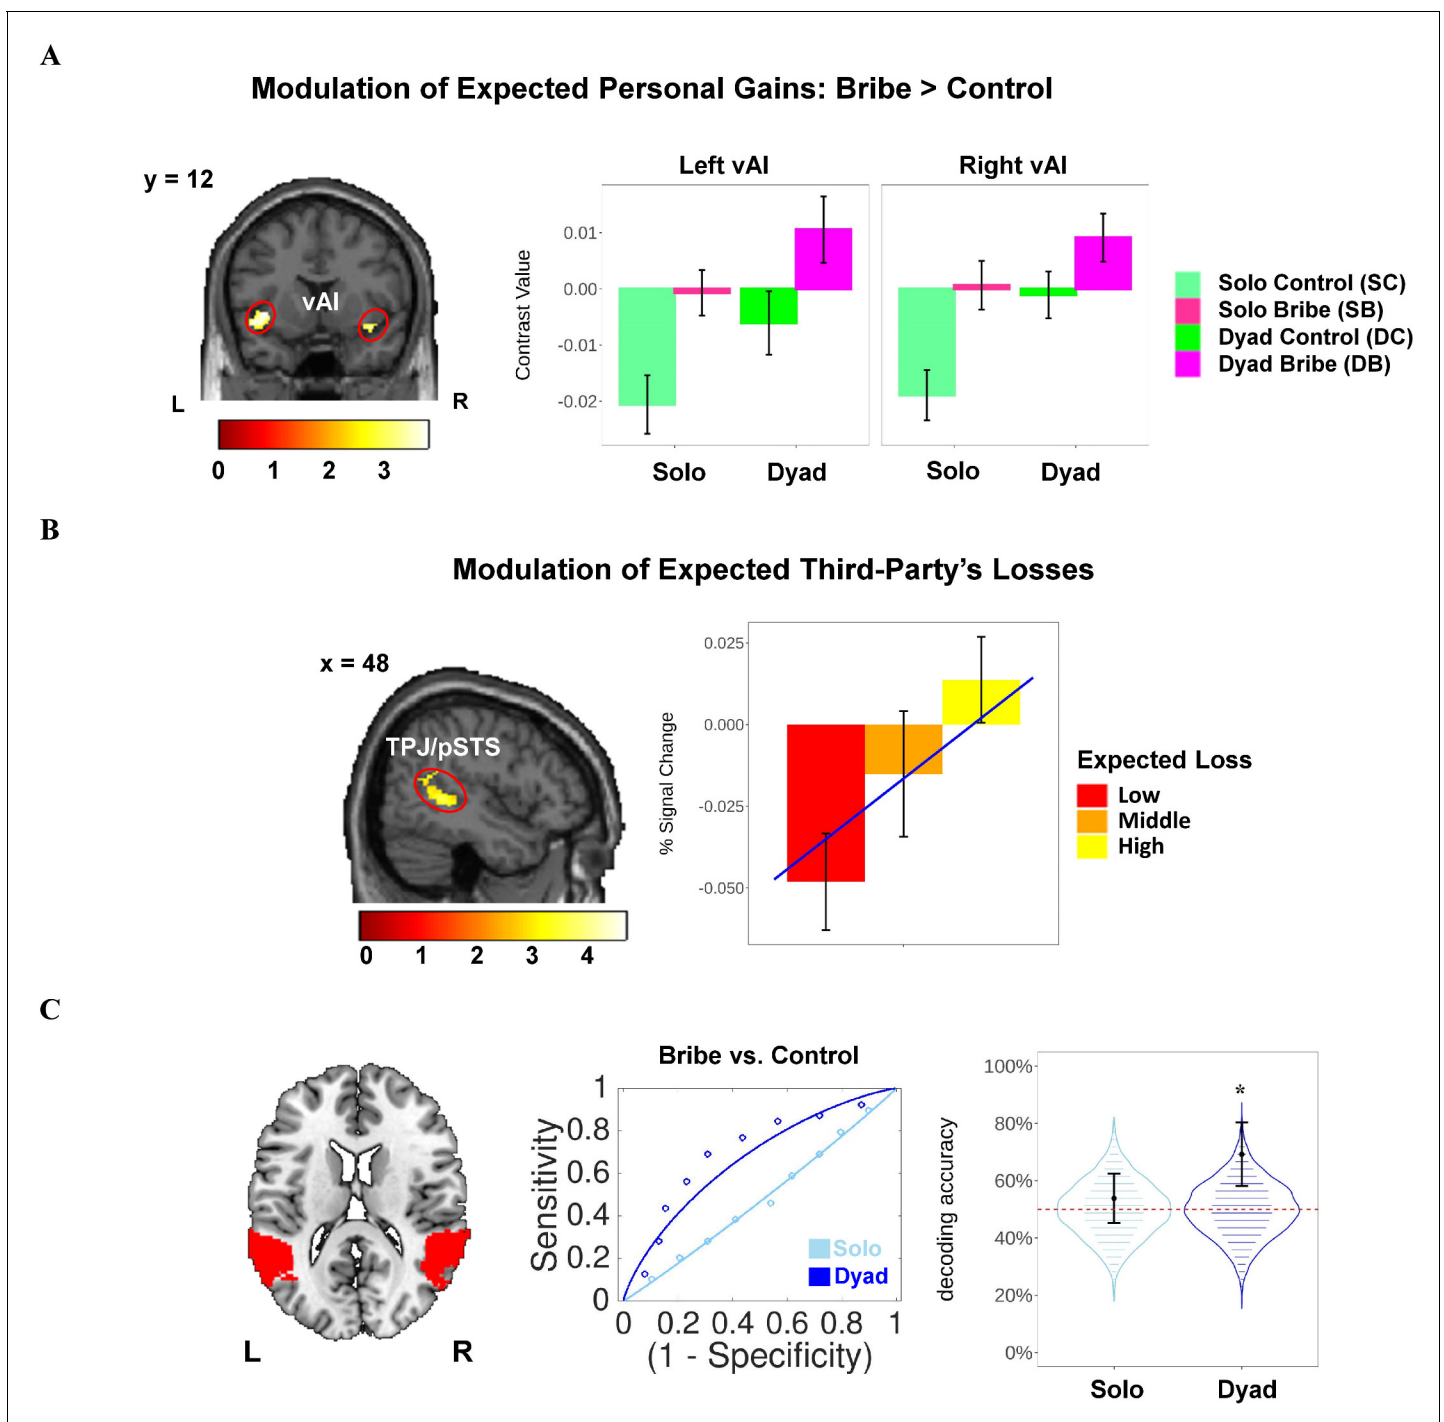 A
Modulation of Expected Personal Gains: Bribe > Control
y = 12
vAI
L
R
0 1 2 3
Left vAI
Right vAI
Contrast Value
0.01
0.00
-0.01
-0.02
Solo Dyad
Solo Dyad
Solo Control (SC)
Solo Bribe (SB)
Dyad Control (DC)
Dyad Bribe (DB)
B
Modulation of Expected Third-Party’s Losses
x = 48
TPJ/pSTS
0 1 2 3 4
% Signal Change
0.025
0.000
-0.025
-0.050
Expected Loss
Low
Middle
High
C
L
R
Bribe vs. Control
Sensitivity
1
0.8
0.6
0.4
0.2
0
Solo
Dyad
0 0.2 0.4 0.6 0.8 1
(1 - Specificity)
decoding accuracy
100%
80%
60%
40%
20%
0%
*
Solo Dyad